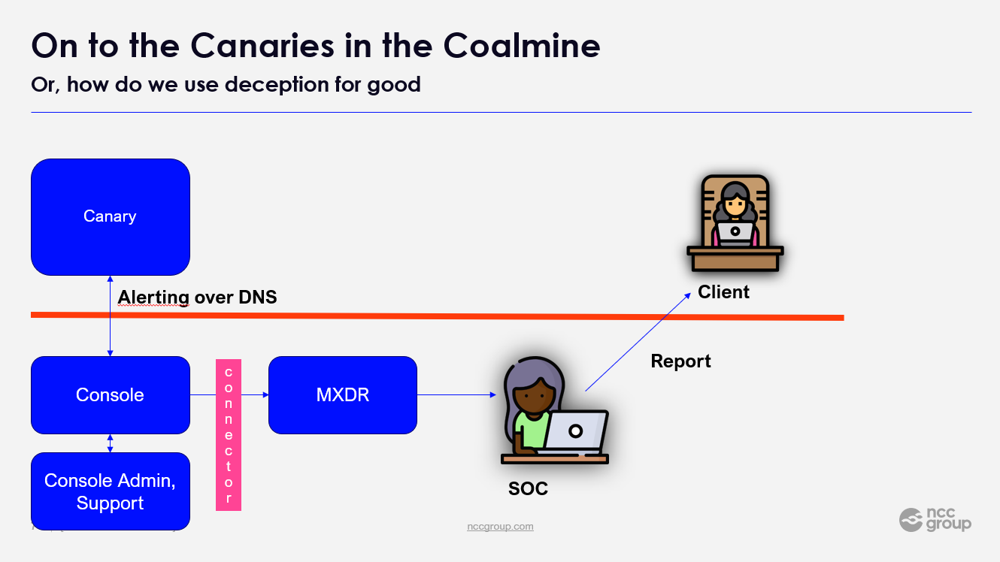 On to the Canaries in the Coalmine
Or, how do we use deception for good
Canary
Alerting over DNS
Client
Report
Console
connector
MXDR
SOC
Console Admin,
Support
nccgroup.com
ncc
group